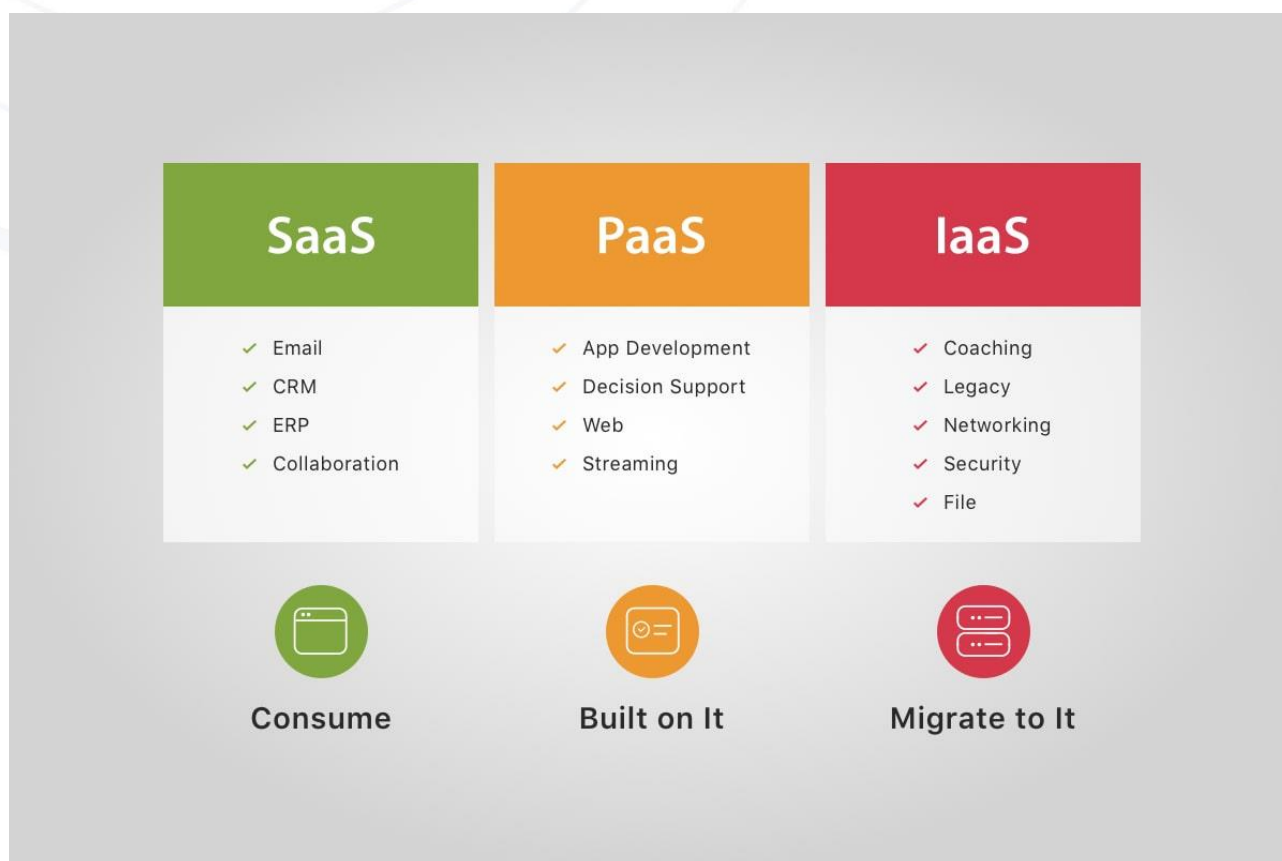 SaaS
Email
CRM
ERP
Collaboration
Consume
PaaS
App Development
Decision Support
Web
Streaming
Built on It
IaaS
Coaching
Legacy
Networking
Security
File
Migrate to It